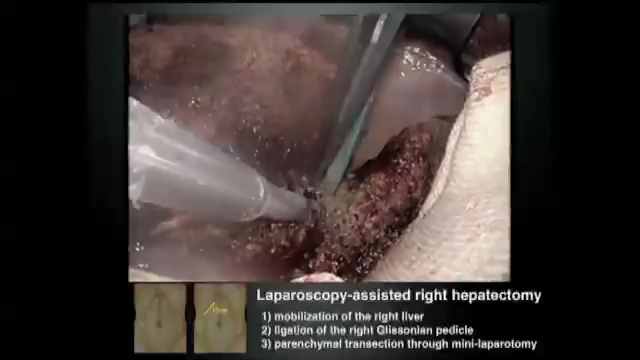 Laparoscopy-assisted right hepatectomy
1) mobilization of the right liver
2) ligation of the right Glissonian pedicle
3) parenchymal transection through mini-laparotomy